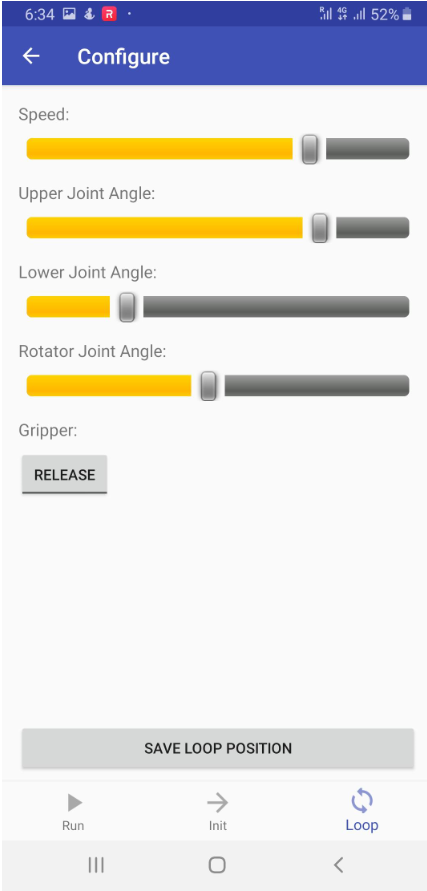 6:34 R · R 4G 52%
Configure
Speed:
Upper Joint Angle:
Lower Joint Angle:
Rotator Joint Angle:
Gripper:
RELEASE
SAVE LOOP POSITION
Run Init Loop